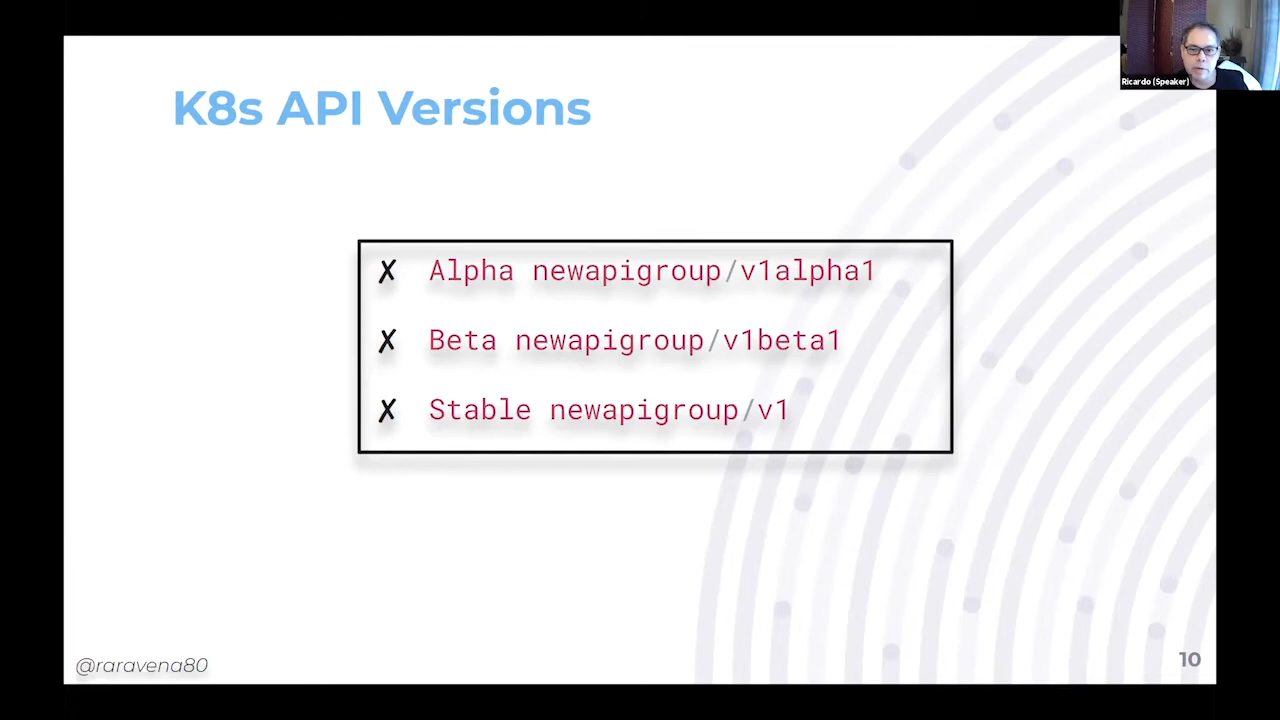 Ricardo (Speaker)
K8s API Versions
✗ Alpha newapigroup/v1alpha1
✗ Beta newapigroup/v1beta1
✗ Stable newapigroup/v1
@raravena80
10